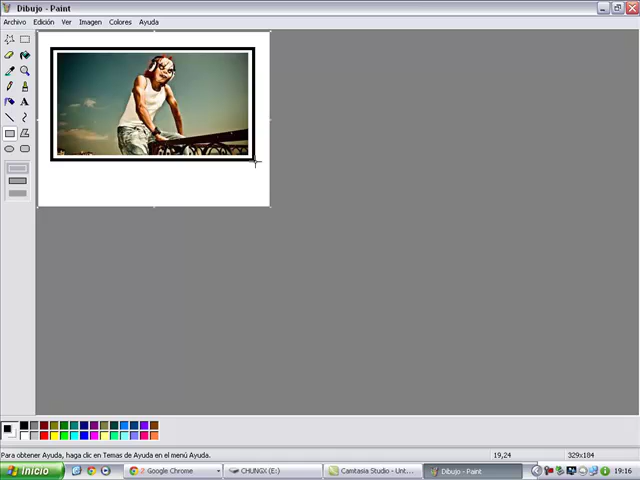 Dibujo - Paint
Archivo Edición Ver Imagen Colores Ayuda
A
Para obtener Ayuda, haga clic en Temas de Ayuda en el menú Ayuda.
19,24
329x184
Inicio
2 Google Chrome
CHUNGX (E:)
Camtasia Studio - Unt...
Dibujo - Paint
19:16